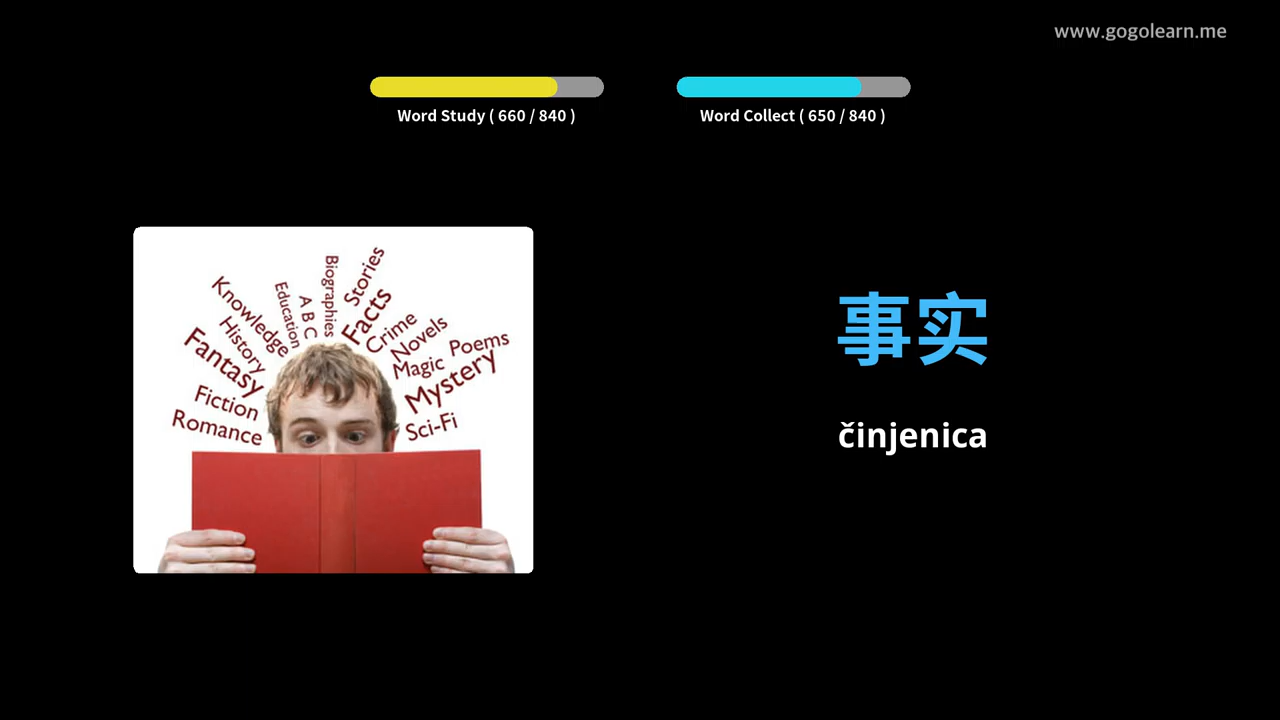 www.gogolearn.me
Word Study ( 660 / 840 )
Word Collect ( 650 / 840 )
Romance
Fiction
Fantasy
History
Knowledge
Education
A B C
Biographies
Stories
Facts
Crime
Novels
Magic
Poems
Mystery
Sci-Fi
事实
činjenica